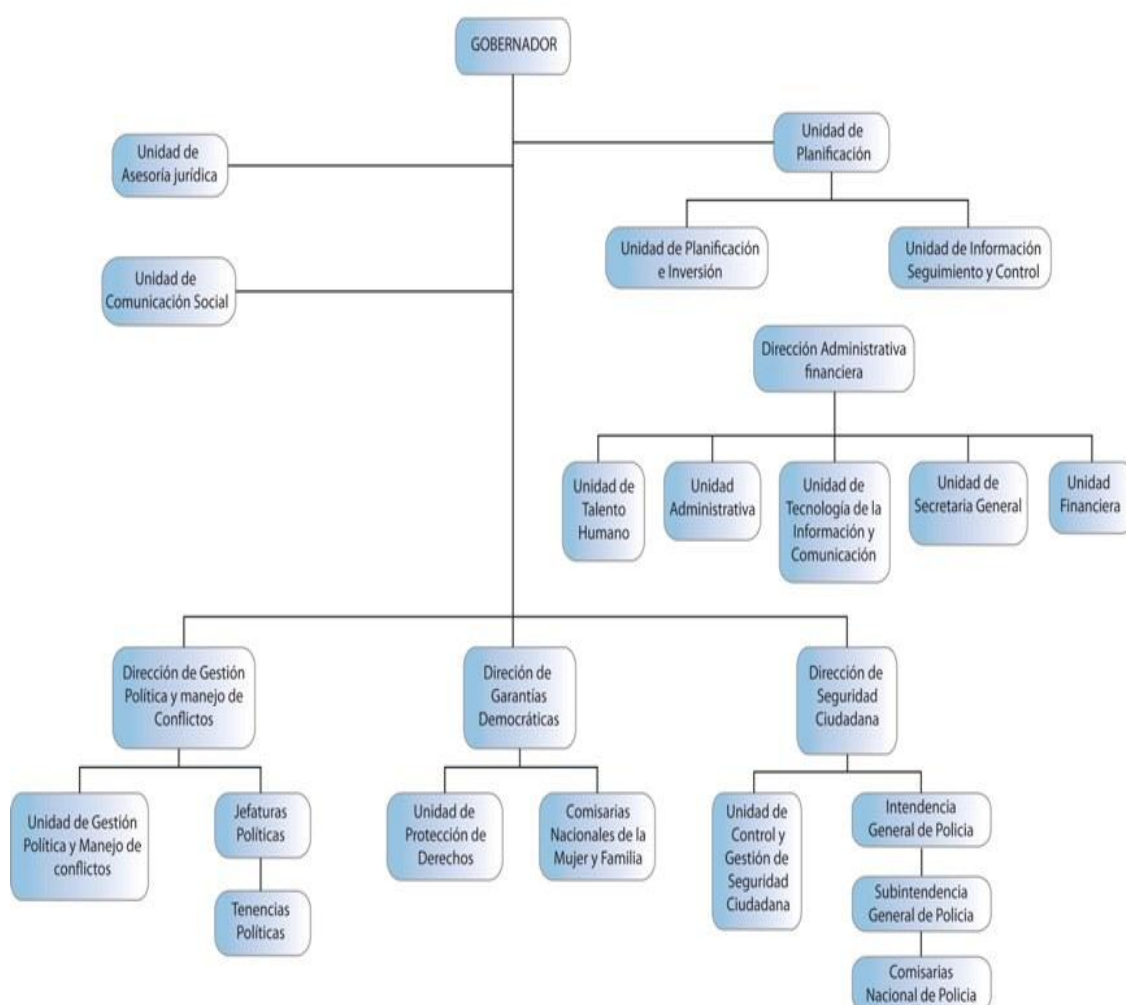 GOBERNADOR
Unidad de
Asesoría jurídica
Unidad de
Planificación
Unidad de Planificación
e Inversión
Unidad de Información
Seguimiento y Control
Unidad de
Comunicación Social
Dirección Administrativa
financiera
Unidad de
Talento
Humano
Unidad
Administrativa
Unidad de
Tecnología de la
Información y
Comunicación
Unidad de
Secretaria General
Unidad
Financiera
Dirección de Gestión
Política y manejo de
Conflictos
Direción de
Garantías
Democráticas
Dirección de
Seguridad
Ciudadana
Unidad de Gestión
Política y Manejo de
conflictos
Jefaturas
Políticas
Tenencias
Políticas
Unidad de
Protección de
Derechos
Comisarias
Nacionales de la
Mujer y Familia
Unidad de
Control y
Gestión de
Seguridad
Ciudadana
Intendencia
General de Policia
Subintendencia
General de Policia
Comisarias
Nacional de Policia